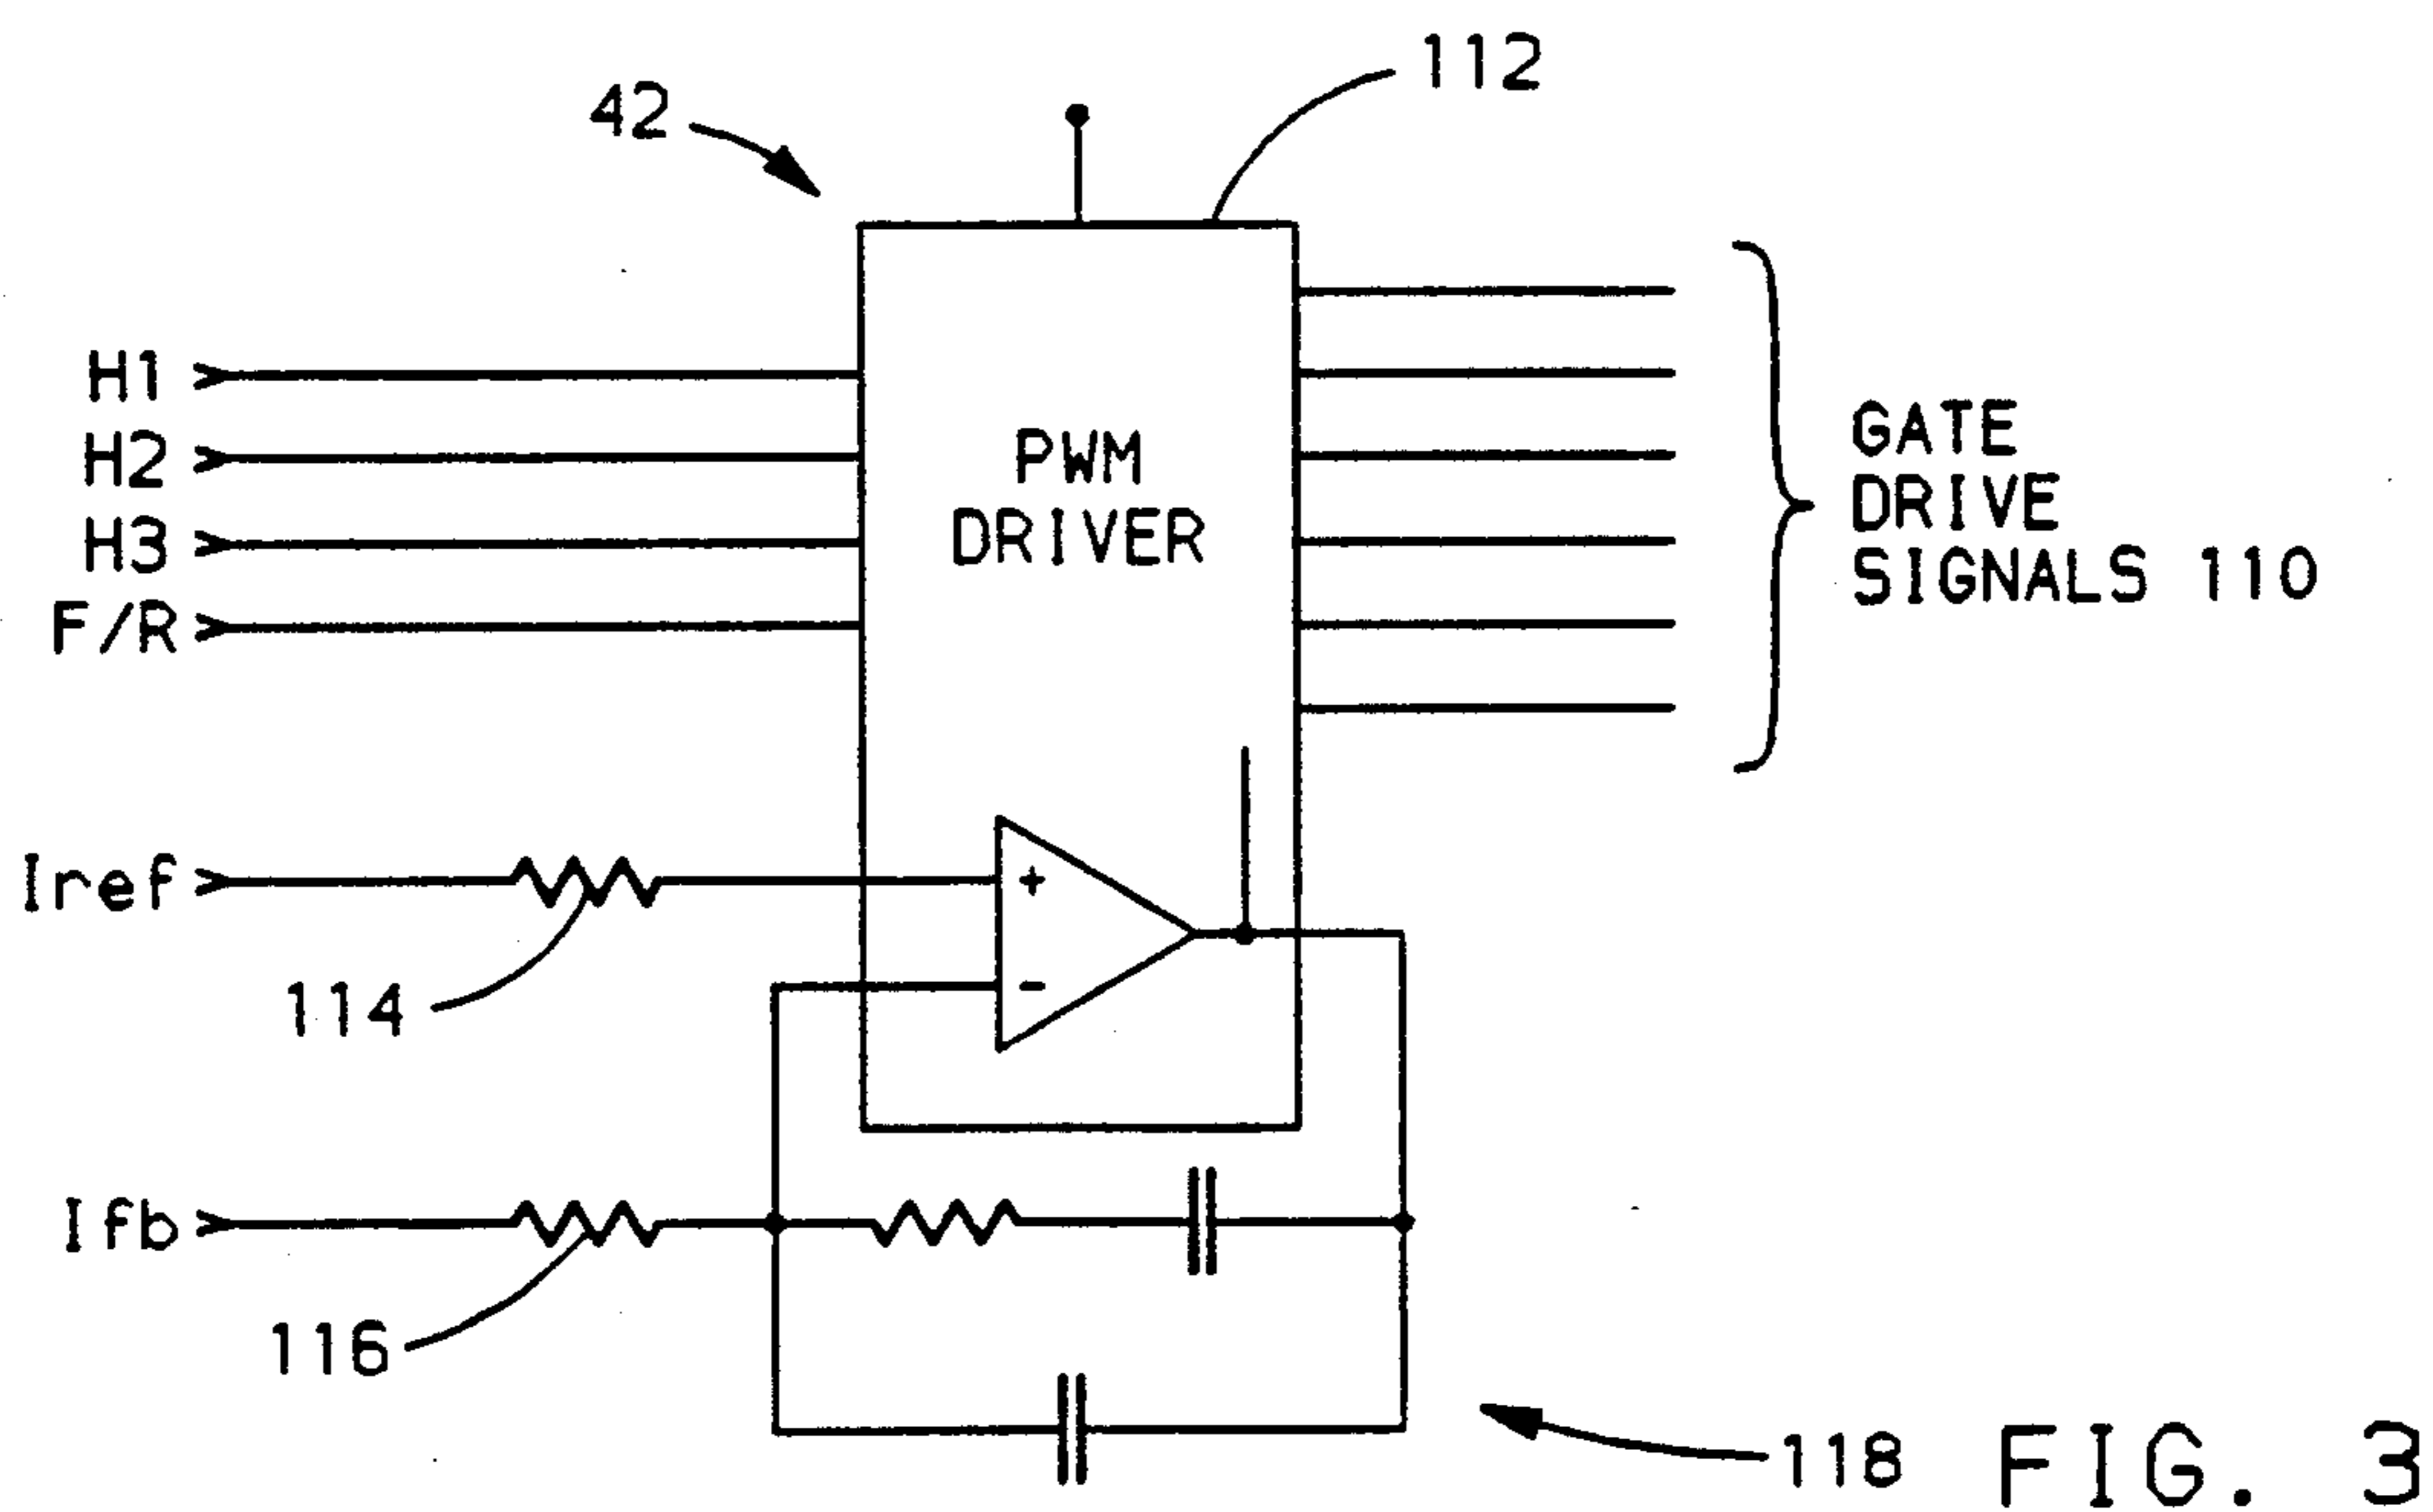 112
42
H1
H2
H3
F/R
PWM
DRIVER
GATE
DRIVE
SIGNALS 110
Iref
+
-
114
Ifb
116
118
FIG. 3